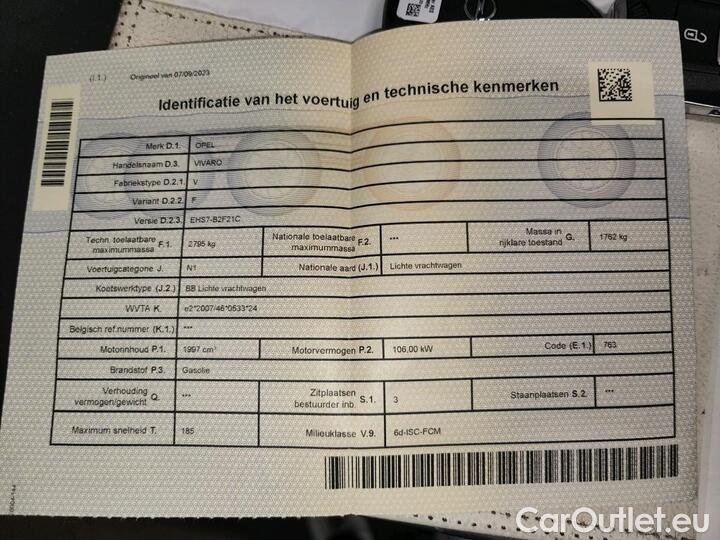 (I.1.) Origineel van 07/09/2023
Identificatie van het voertuig en technische kenmerken
Merk D.1. OPEL
Handelsnaam D.3. VIVARO
Fabriekstype D.2.1. V
Variant D.2.2. F
Versie D.2.3. EHS7-B2F21C
Techn. toelaatbare maximummassa F.1. 2795 kg Nationale toelaatbare maximummassa F.2. *** Massa in rijklare toestand G. 1762 kg
Voertuigcategorie J. N1 Nationale aard (J.1.) Lichte vrachtwagen
Koetswerktype (J.2.) BB Lichte vrachtwagen
WVTA K. e2*2007/46*0533*24
Belgisch ref.nummer (K.1.) ***
Motorinhoud P.1. 1997 cm³ Motorvermogen P.2. 106,00 kW Code (E.1.) 763
Brandstof P.3. Gasolie
Verhouding vermogen/gewicht Q. *** Zitplaatsen bestuurder inb. S.1. 3 Staanplaatsen S.2. ***
Maximum snelheid T. 185 Milieuklasse V.9. 6d-ISC-FCM
CarOutlet.eu